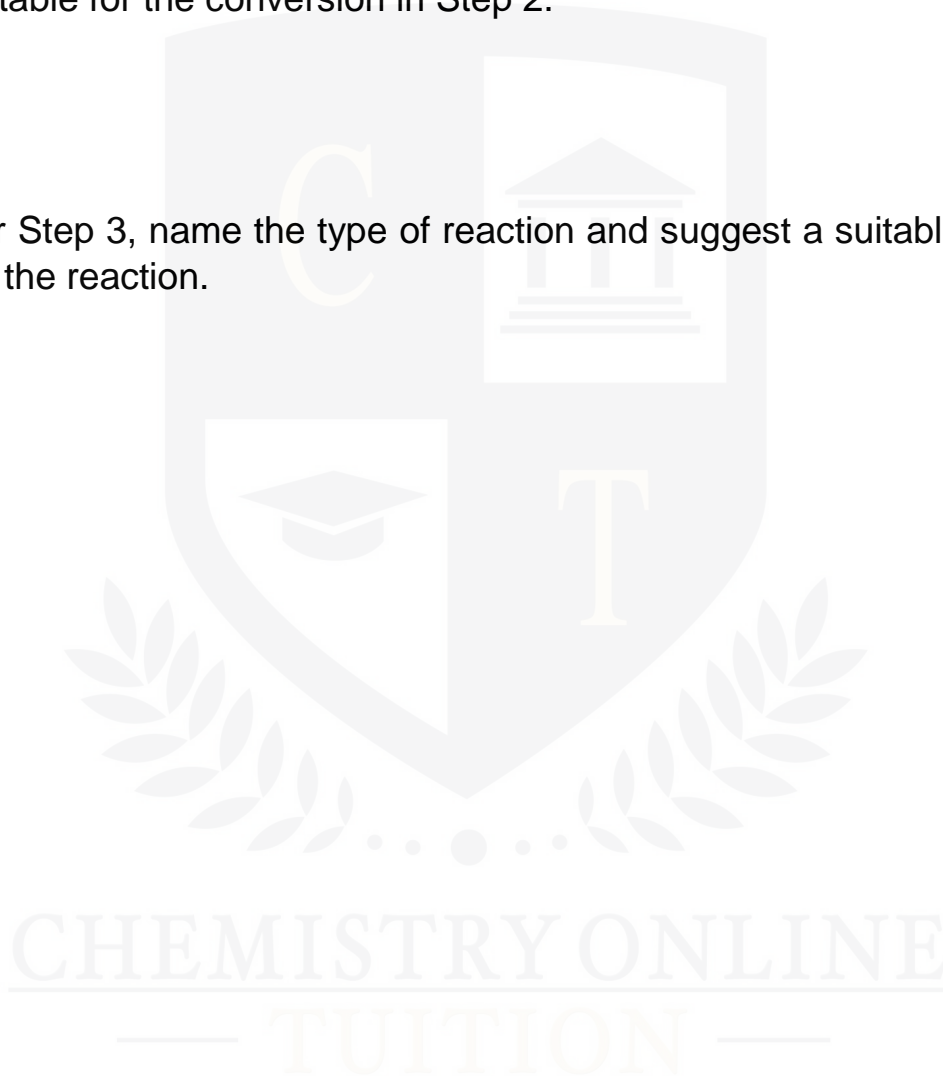 table for the conversion in Step 2.
Step 3, name the type of reaction and suggest a suitabl
the reaction.
C
T
CHEMISTRY ONLINE
TUITION